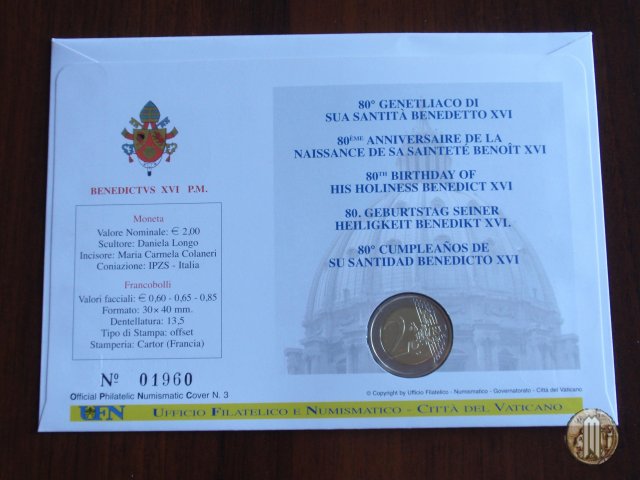 BENEDICTVS XVI P.M.
Moneta
Valore Nominale: € 2,00
Scultore: Daniela Longo
Incisore: Maria Carmela Colaneri
Coniazione: IPZS - Italia
Francobolli
Valori facciali: € 0,60 - 0,65 - 0,85
Formato: 30 × 40 mm.
Dentellatura: 13,5
Tipo di Stampa: offset
Stamperia: Cartor (Francia)
Nº 01960
Official Philatelic Numismatic Cover N. 3
80° GENETLIACO DI
SUA SANTITÀ BENEDETTO XVI
80ÈME ANNIVERSAIRE DE LA
NAISSANCE DE SA SAINTETÉ BENOÎT XVI
80TH BIRTHDAY OF
HIS HOLINESS BENEDICT XVI
80. GEBURTSTAG SEINER
HEILIGKEIT BENEDIKT XVI.
80° CUMPLEAÑOS DE
SU SANTIDAD BENEDICTO XVI
2
© Copyright by Ufficio Filatelico - Numismatico - Governatorato - Città del Vaticano
UFN UFFICIO FILATELICO E NUMISMATICO - CITTÀ DEL VATICANO